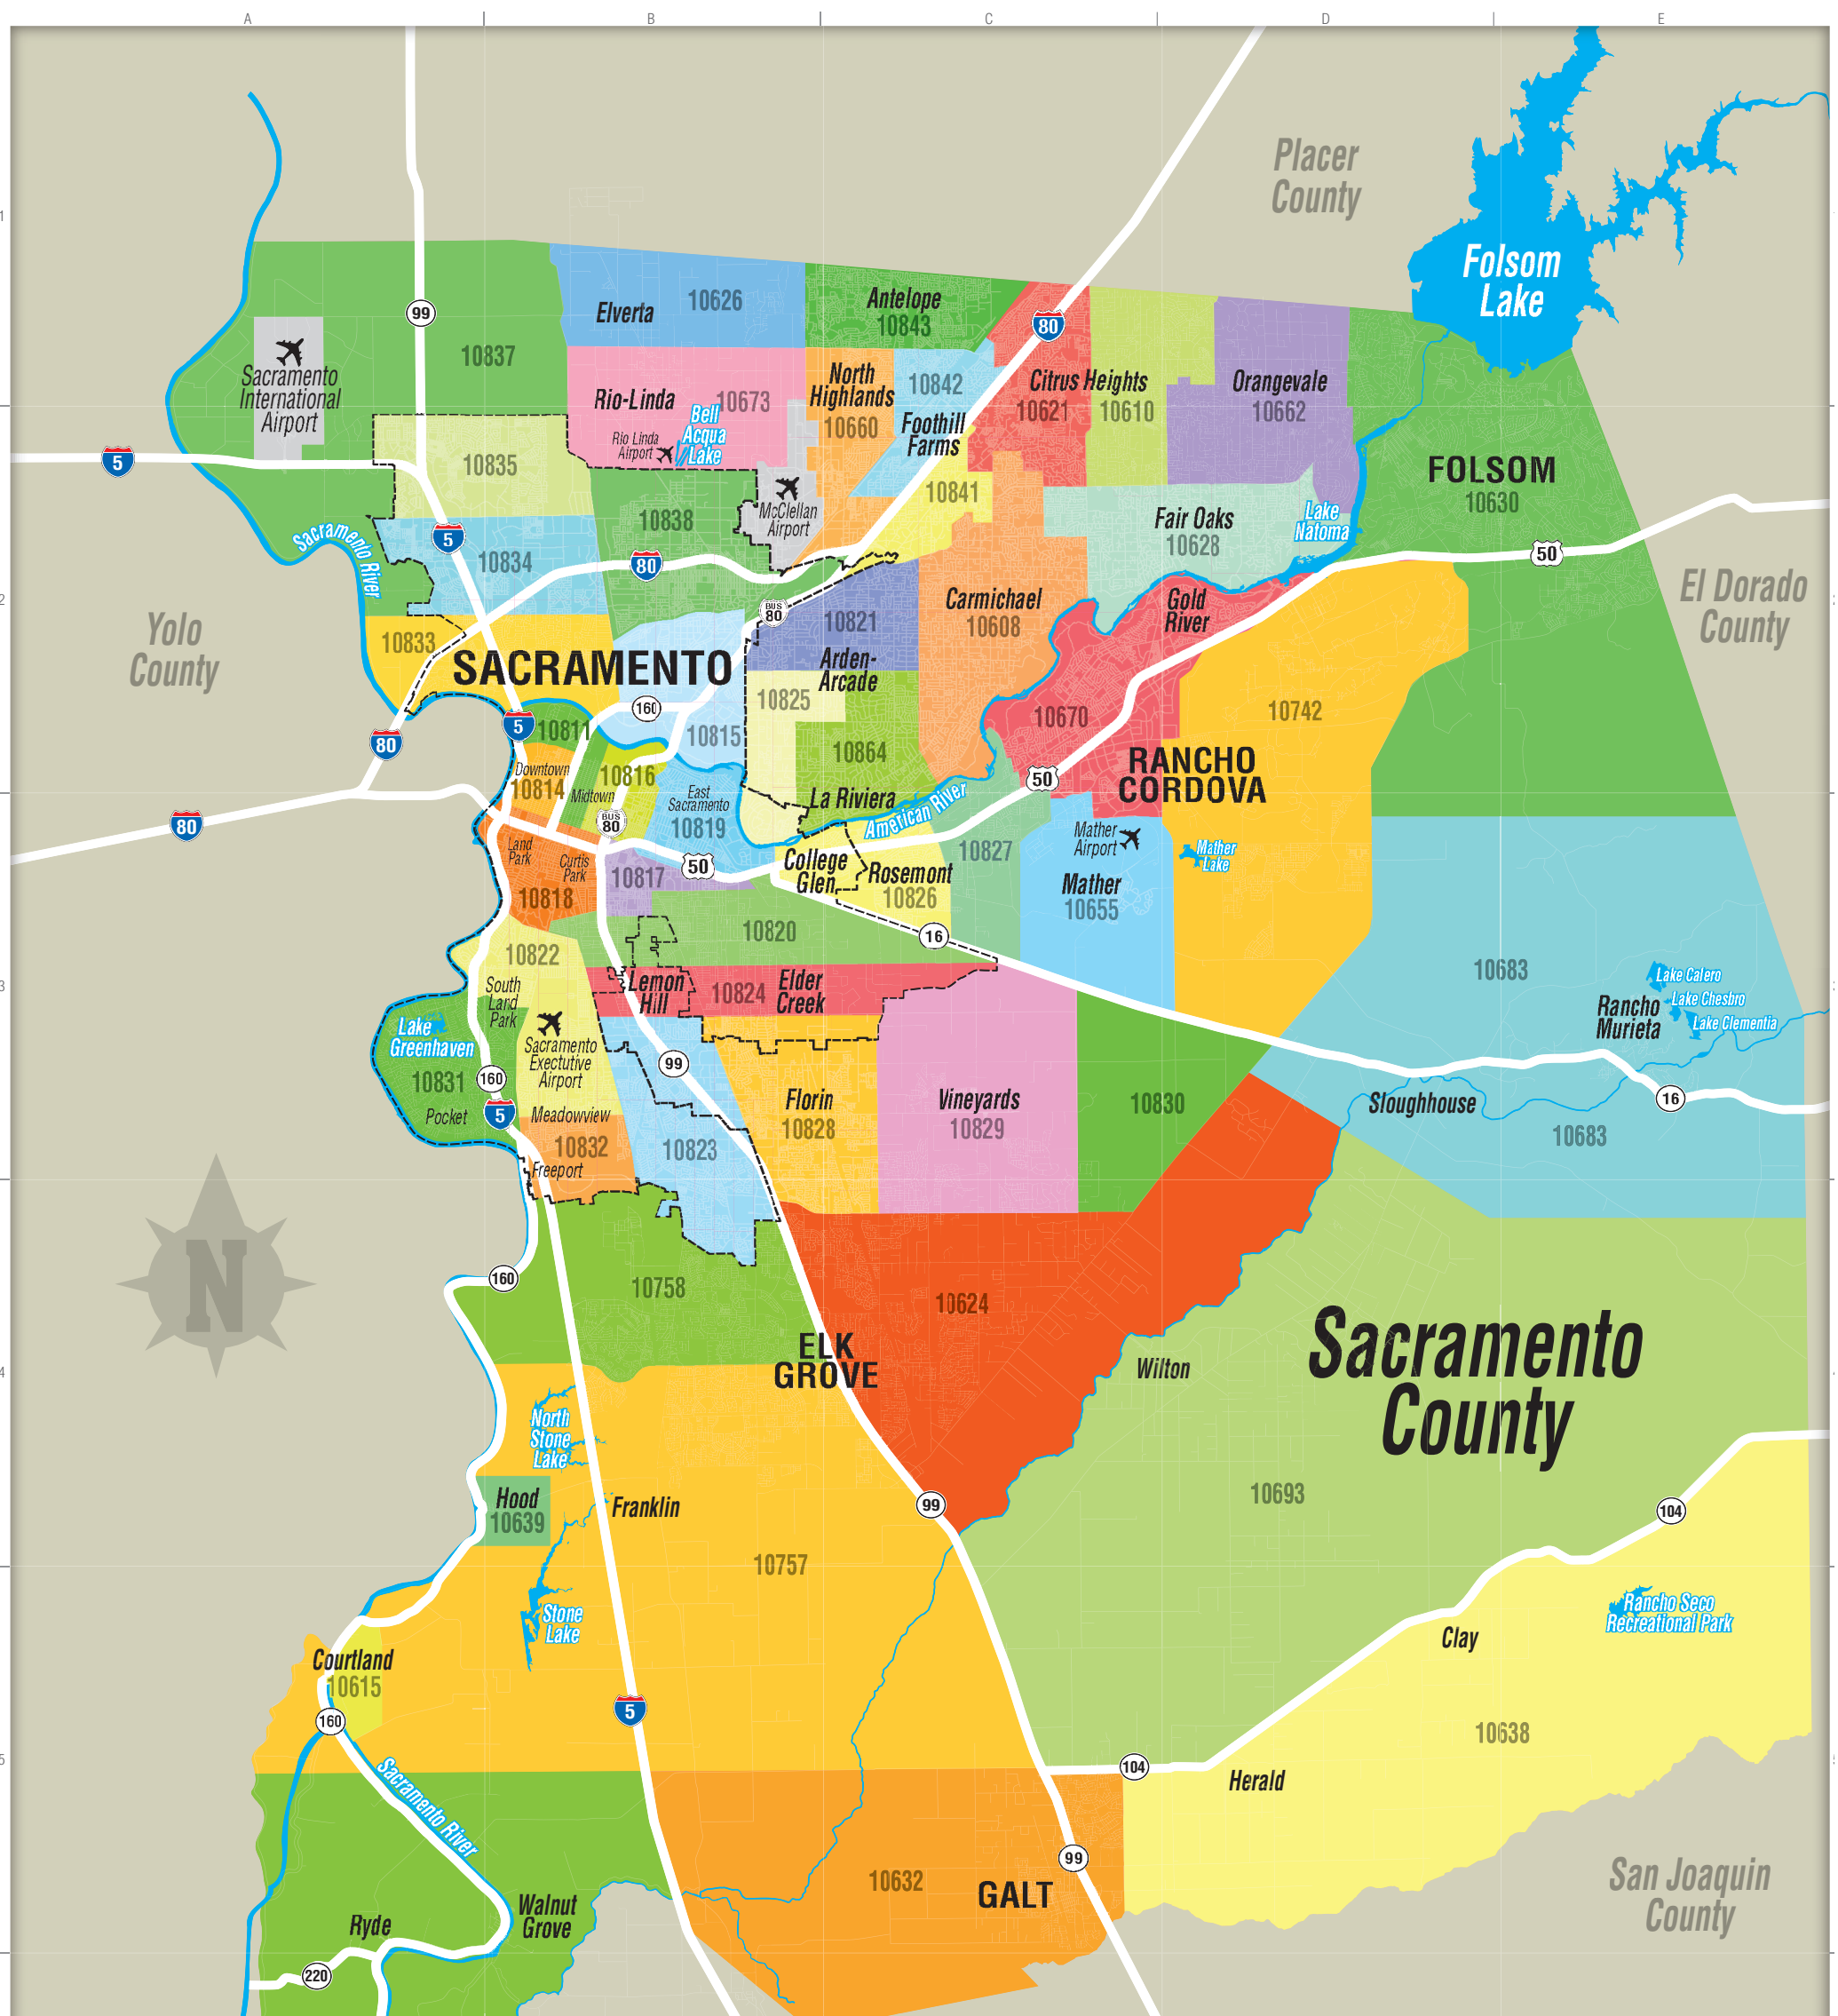 A
B
C
D
E
1
2
3
4
5
Placer
County
Folsom
Lake
Elverta
10626
Antelope
10843
99
80
10837
Sacramento
International
Airport
Rio-Linda
10673
Bell
Acqua
Lake
Rio Linda
Airport
North
Highlands
10660
10842
Foothill
Farms
Citrus Heights
10621
10610
Orangevale
10662
FOLSOM
10630
5
10835
10838
McClellan
Airport
10841
Fair Oaks
10628
Lake
Natoma
50
Sacramento River
5
10834
80
Yolo
County
El Dorado
County
10833
SACRAMENTO
BUS
80
10821
Arden-
Arcade
Carmichael
10608
Gold
River
10825
10670
10742
160
5
10811
10815
10864
80
RANCHO
CORDOVA
50
Downtown
10814
Midtown
10816
East
Sacramento
10819
La Riviera
American River
BUS
80
80
Land
Park
Curtis
Park
10818
10817
50
College
Glen
Rosemont
10826
10827
Mather
Airport
Mather
Lake
Mather
10655
10820
16
10822
10683
Lake Calero
Lake Chesbro
Lake Clementia
Rancho
Murieta
South
Land
Park
Lemon
Hill
10824
Elder
Creek
Lake
Greenhaven
Sacramento
Exectutive
Airport
10831
160
99
Pocket
5
Meadowview
10832
Freeport
10823
Florin
10828
Vineyards
10829
10830
Sloughhouse
16
10683
N
160
10758
10624
ELK
GROVE
Wilton
Sacramento
County
North
Stone
Lake
Hood
10639
Franklin
99
10693
104
10757
Stone
Lake
Rancho Seco
Recreational Park
Clay
Courtland
10615
160
5
10638
104
Herald
Sacramento River
10632
99
GALT
San Joaquin
County
Ryde
Walnut
Grove
220